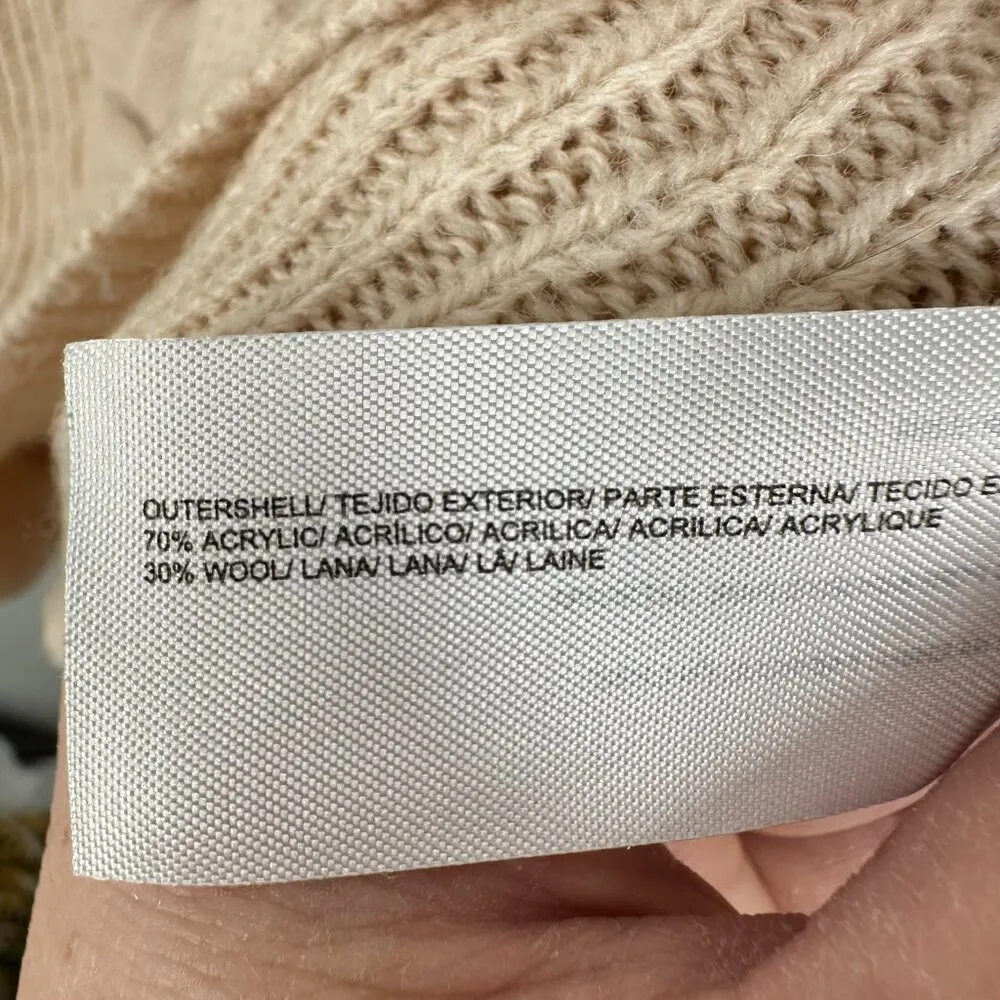 OUTERSHELL/ TEJIDO EXTERIOR/ PARTE ESTERNA/ TECIDO E
70% ACRYLIC/ ACRÍLICO/ ACRILICA/ ACRILICA/ ACRYLIQUE
30% WOOL/ LANA/ LANA/ LÃ/ LAINE